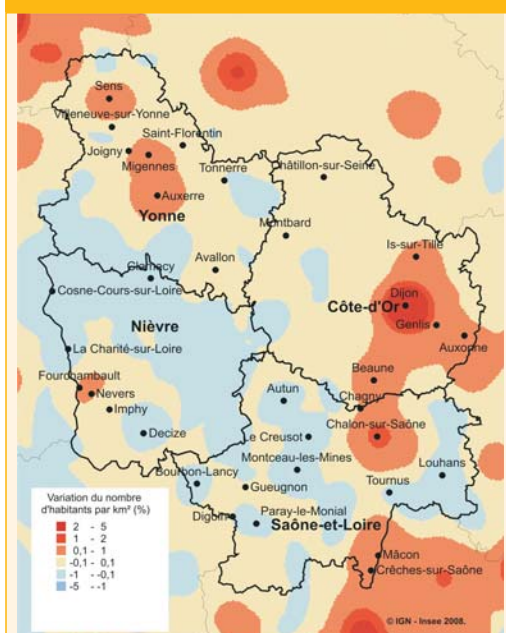 Sens
Villeneuve-sur-Yonne
Saint-Florentin
Joigny
Migennes
Tonnerre
Châtillon-sur-Seine
Auxerre
Yonne
Montbard
Avallon
Is-sur-Tille
Clamecy
Cosne-Cours-sur-Loire
Dijon
Côte-d'Or
Nièvre
Genlis
Auxonne
La Charité-sur-Loire
Fourchambault
Nevers
Imphy
Decize
Beaune
Autun
Chagny
Le Creusot
Chalon-sur-Saône
Montceau-les-Mines
Louhans
Bourbon-Lancy
Gueugnon
Tournus
Digoin
Paray-le-Monial
Saône-et-Loire
Mâcon
Crêches-sur-Saône
Variation du nombre
d'habitants par km² (%)
2 - 5
1 - 2
0,1 - 1
-0,1 - 0,1
-1 - -0,1
-5 - -1
© IGN - Insee 2008.